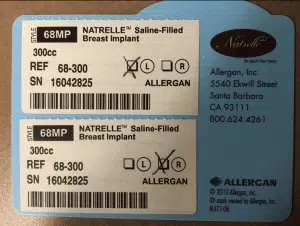 STYLE 68MP NATRELLE™ Saline-Filled
Breast Implant
300cc
REF 68-300 L R
SN 16042825 ALLERGAN
STYLE 68MP NATRELLE™ Saline-Filled
Breast Implant
300cc
REF 68-300 L R
SN 16042825 ALLERGAN
Natrelle
Allergan, Inc.
5540 Ekwill Street
Santa Barbara
CA 93111
800.624.4261
ALLERGAN
© 2010 Allergan, Inc.